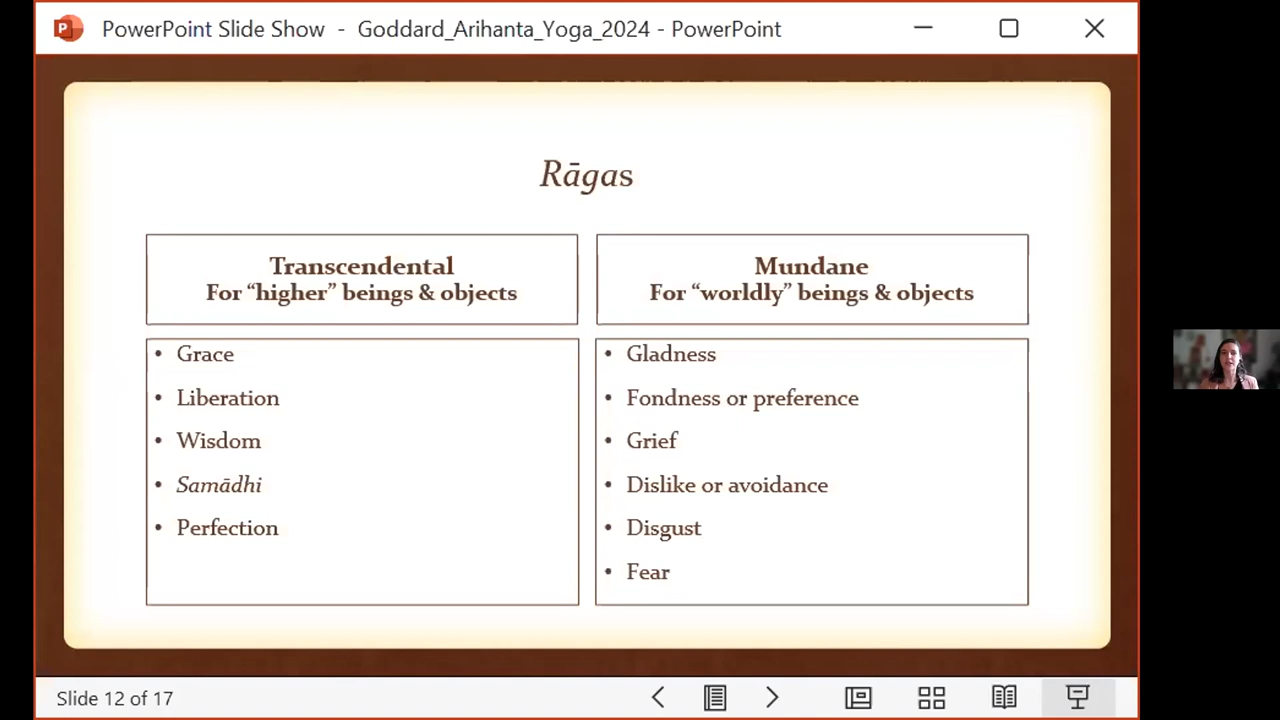 PowerPoint Slide Show - Goddard_Arihanta_Yoga_2024 - PowerPoint
Rāgas
Transcendental
For “higher” beings & objects
• Grace
• Liberation
• Wisdom
• Samādhi
• Perfection
Mundane
For “worldly” beings & objects
• Gladness
• Fondness or preference
• Grief
• Dislike or avoidance
• Disgust
• Fear
Slide 12 of 17